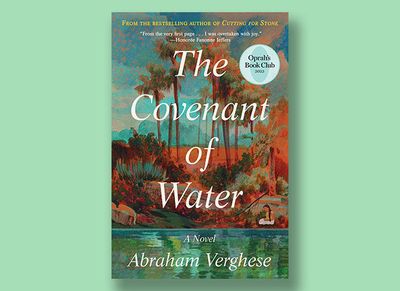 FROM THE BESTSELLING AUTHOR OF CUTTING FOR STONE
"From the very first page . . . I was overtaken with joy."
—Honorée Fanonne Jeffers
The
Covenant
of
Water
Oprah's
Book Club
2023
A Novel
Abraham Verghese